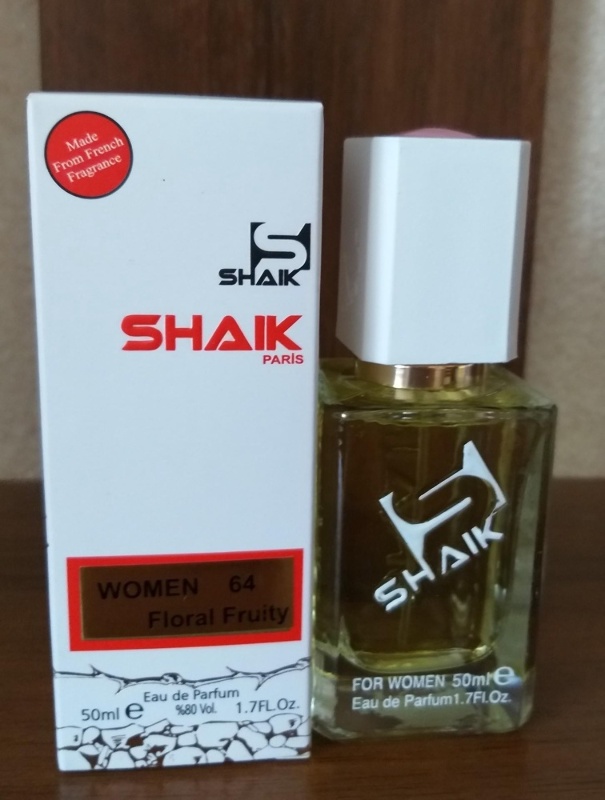 Made
From French
Fragrance
S
SHAIK
SHAIK
PARİS
WOMEN 64
Floral Fruity
Eau de Parfum
50ml e %80 Vol. 1.7FL.Oz.
S
SHAIK
FOR WOMEN 50ml e
Eau de Parfum1.7Fl.Oz.